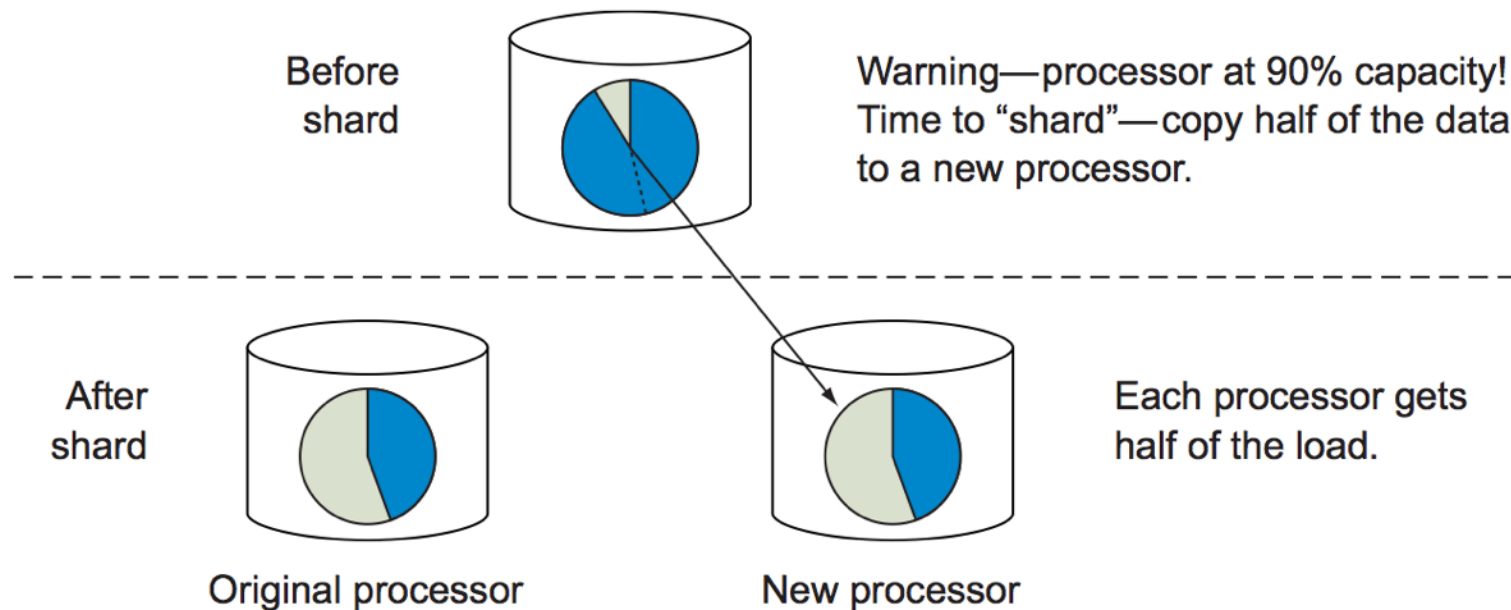 Before
shard
Warning—processor at 90% capacity!
Time to “shard”—copy half of the data
to a new processor.
After
shard
Each processor gets
half of the load.
Original processor
New processor